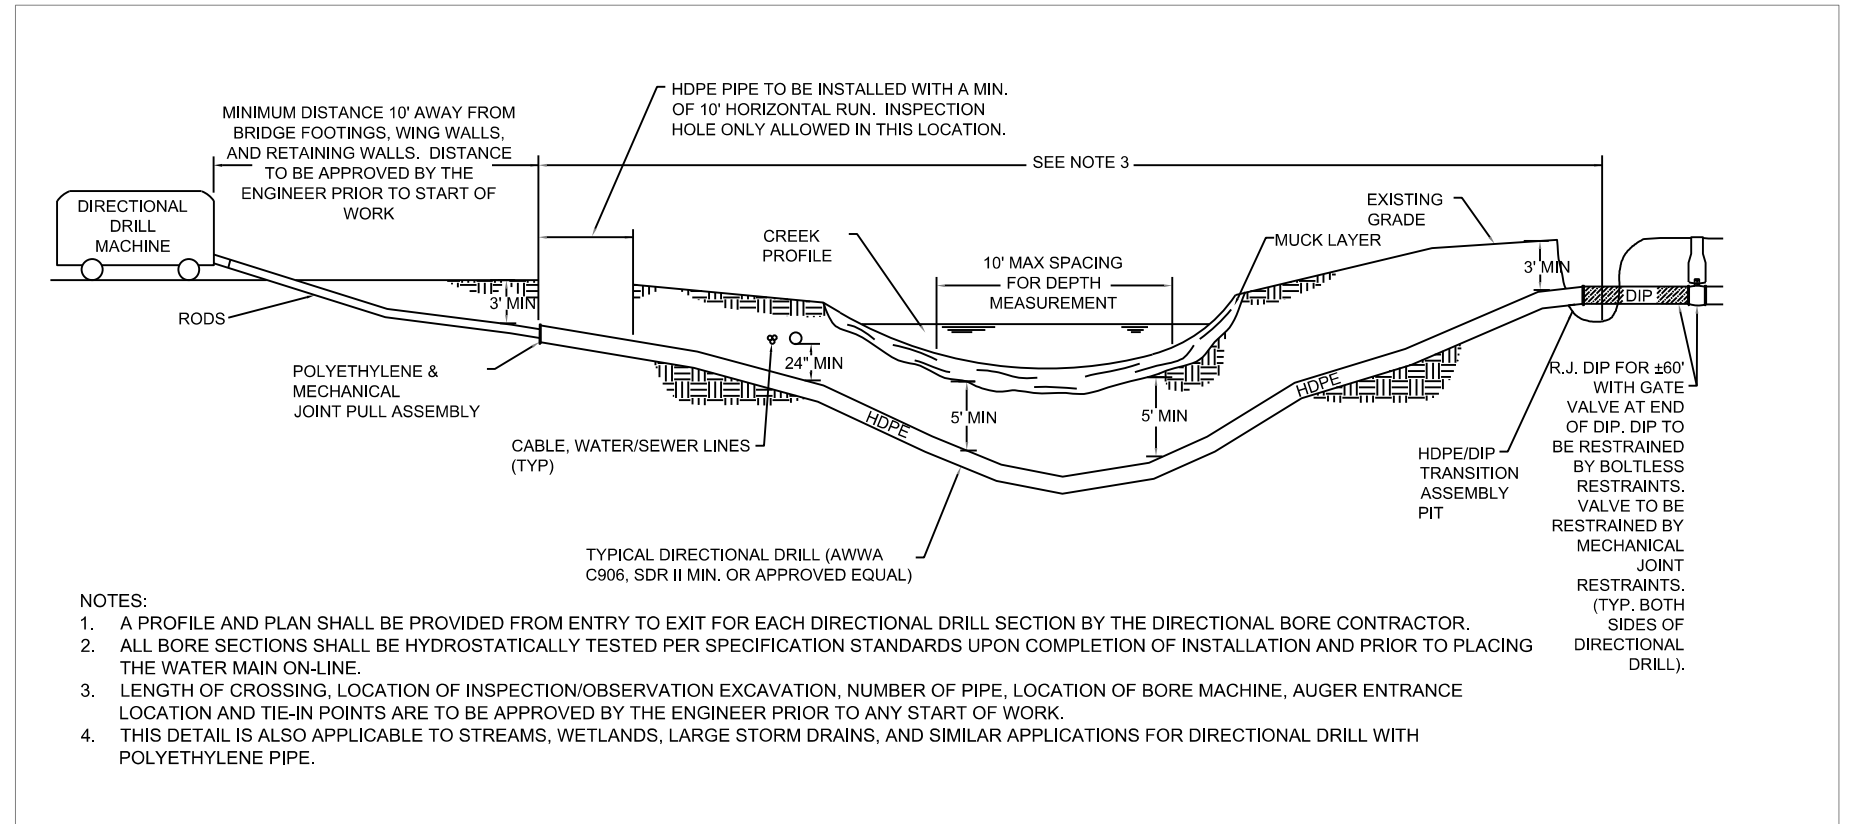 MINIMUM DISTANCE 10' AWAY FROM
BRIDGE FOOTINGS, WING WALLS,
AND RETAINING WALLS. DISTANCE
TO BE APPROVED BY THE
ENGINEER PRIOR TO START OF
WORK
HDPE PIPE TO BE INSTALLED WITH A MIN.
OF 10' HORIZONTAL RUN. INSPECTION
HOLE ONLY ALLOWED IN THIS LOCATION.
SEE NOTE 3
DIRECTIONAL
DRILL
MACHINE
RODS
3' MIN
POLYETHYLENE &
MECHANICAL
JOINT PULL ASSEMBLY
CREEK
PROFILE
10' MAX SPACING
FOR DEPTH
MEASUREMENT
MUCK LAYER
EXISTING
GRADE
3' MIN
DIP
24" MIN
CABLE, WATER/SEWER LINES
(TYP)
HDPE
5' MIN
5' MIN
HDPE
HDPE/DIP
TRANSITION
ASSEMBLY
PIT
R.J. DIP FOR ±60'
WITH GATE
VALVE AT END
OF DIP. DIP TO
BE RESTRAINED
BY BOLTLESS
RESTRAINTS.
VALVE TO BE
RESTRAINED BY
MECHANICAL
JOINT
RESTRAINTS.
(TYP. BOTH
SIDES OF
DIRECTIONAL
DRILL).
TYPICAL DIRECTIONAL DRILL (AWWA
C906, SDR II MIN. OR APPROVED EQUAL)
NOTES:
1. A PROFILE AND PLAN SHALL BE PROVIDED FROM ENTRY TO EXIT FOR EACH DIRECTIONAL DRILL SECTION BY THE DIRECTIONAL BORE CONTRACTOR.
2. ALL BORE SECTIONS SHALL BE HYDROSTATICALLY TESTED PER SPECIFICATION STANDARDS UPON COMPLETION OF INSTALLATION AND PRIOR TO PLACING
THE WATER MAIN ON-LINE.
3. LENGTH OF CROSSING, LOCATION OF INSPECTION/OBSERVATION EXCAVATION, NUMBER OF PIPE, LOCATION OF BORE MACHINE, AUGER ENTRANCE
LOCATION AND TIE-IN POINTS ARE TO BE APPROVED BY THE ENGINEER PRIOR TO ANY START OF WORK.
4. THIS DETAIL IS ALSO APPLICABLE TO STREAMS, WETLANDS, LARGE STORM DRAINS, AND SIMILAR APPLICATIONS FOR DIRECTIONAL DRILL WITH
POLYETHYLENE PIPE.